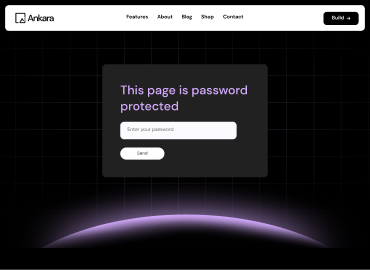 Ankara
Features About Blog Shop Contact
Build →
This page is password
protected
Enter your password
Send